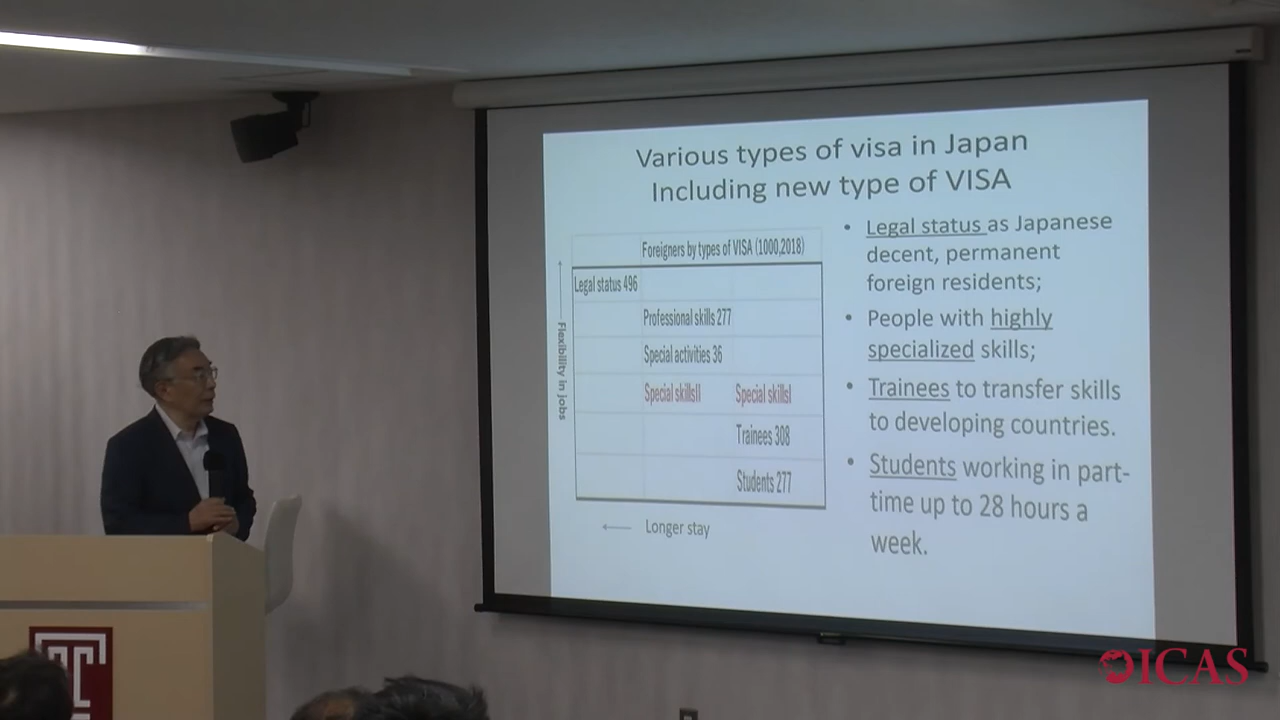 Various types of visa in Japan
Including new type of VISA
Foreigners by types of VISA (1000,2018)
Legal status 496
Professional skills 277
Special activities 36
Special skillsII Special skillsI
Trainees 308
Students 277
Flexibility in jobs
Longer stay
• Legal status as Japanese
decent, permanent
foreign residents;
• People with highly
specialized skills;
• Trainees to transfer skills
to developing countries.
• Students working in part-
time up to 28 hours a
week.
T
ICAS